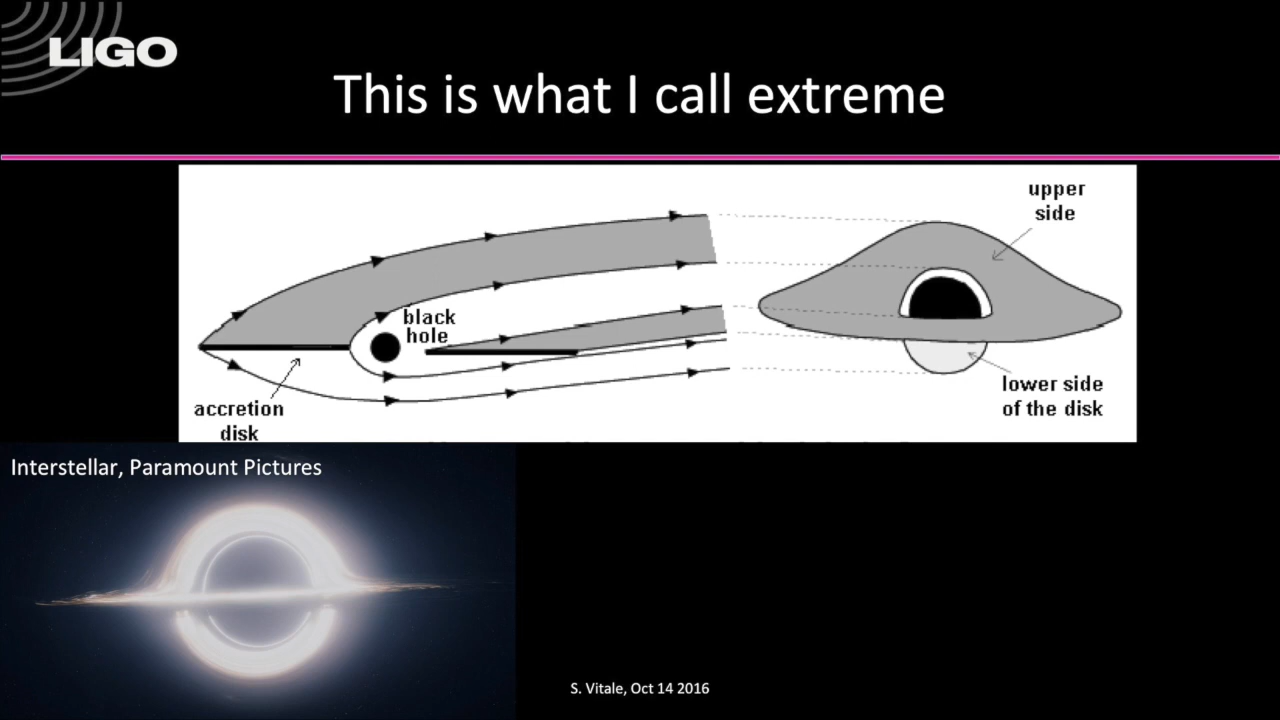 LIGO
This is what I call extreme
upper
side
black
hole
accretion
disk
lower side
of the disk
Interstellar, Paramount Pictures
S. Vitale, Oct 14 2016